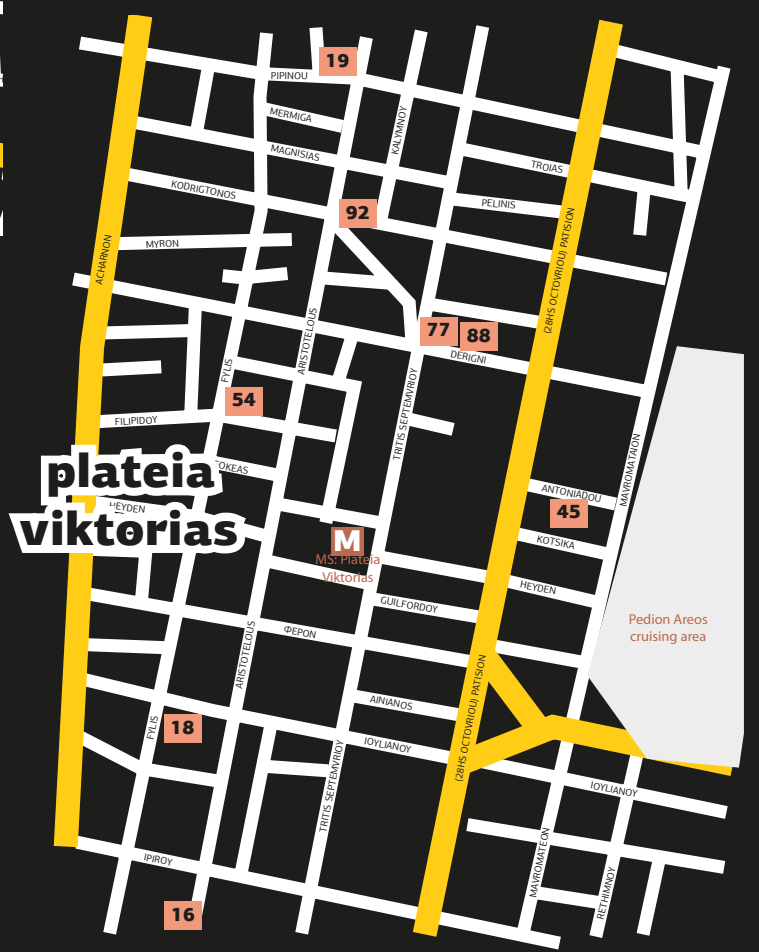 19
PIPINOU
MERMIGA
KALYMNOY
MAGNISIAS
TROIAS
KODRIGTONOS
PELINIS
92
MYRON
ACHARNON
(28HS OCTOVRIOU) PATISION
ARISTOTELOUS
77
88
DERIGNI
FYLIS
54
TRITIS SEPTEMVRIOY
FILIPIDOY
MAVROMATAION
plateia
viktorias
OKEAS
HEYDEN
ANTONIADOU
45
KOTSIKA
M
MS: Plateia
Viktorias
HEYDEN
GUILFORDOY
Pedion Areos
cruising area
ΦΕΡΟΝ
ARISTOTELOUS
(28HS OCTOVRIOU) PATISION
AINIANOS
18
FYLIS
IOYLIANOY
TRITIS SEPTEMVRIOY
IOYLIANOY
MAVROMATEON
RETHIMNOY
IPIROY
16